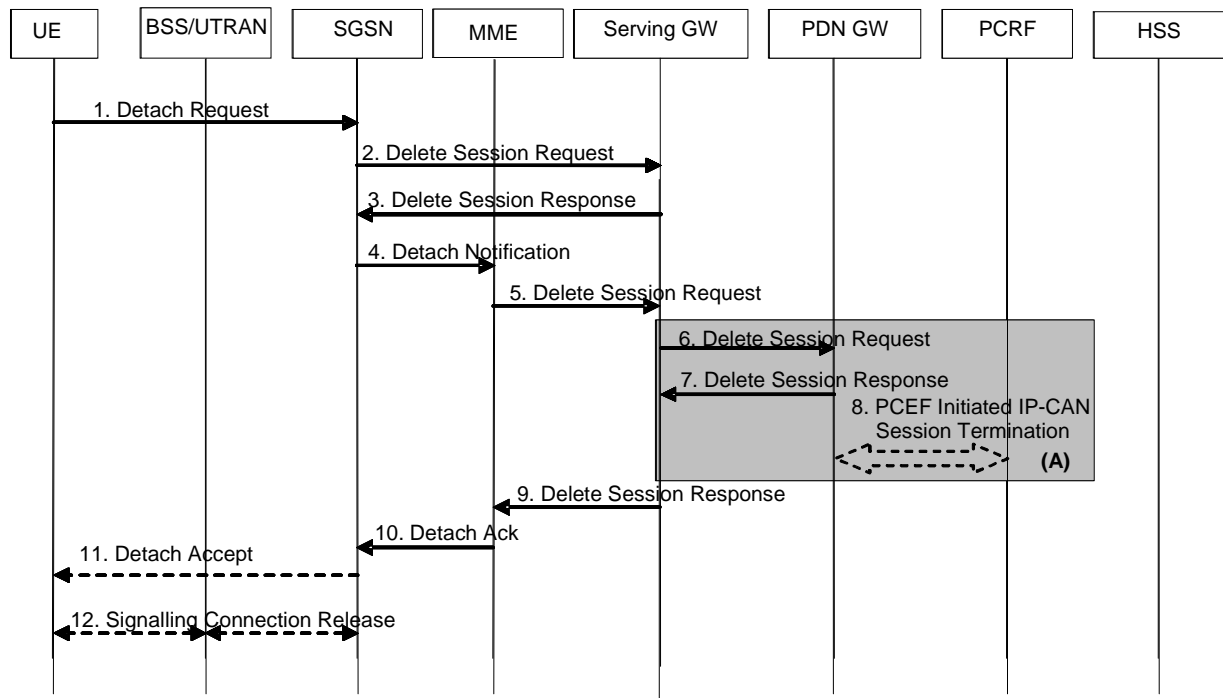 UE
BSS/UTRAN
SGSN
MME
Serving GW
PDN GW
PCRF
HSS
1. Detach Request
2. Delete Session Request
3. Delete Session Response
4. Detach Notification
5. Delete Session Request
6. Delete Session Request
7. Delete Session Response
8. PCEF Initiated IP-CAN
Session Termination
(A)
9. Delete Session Response
10. Detach Ack
11. Detach Accept
12. Signalling Connection Release